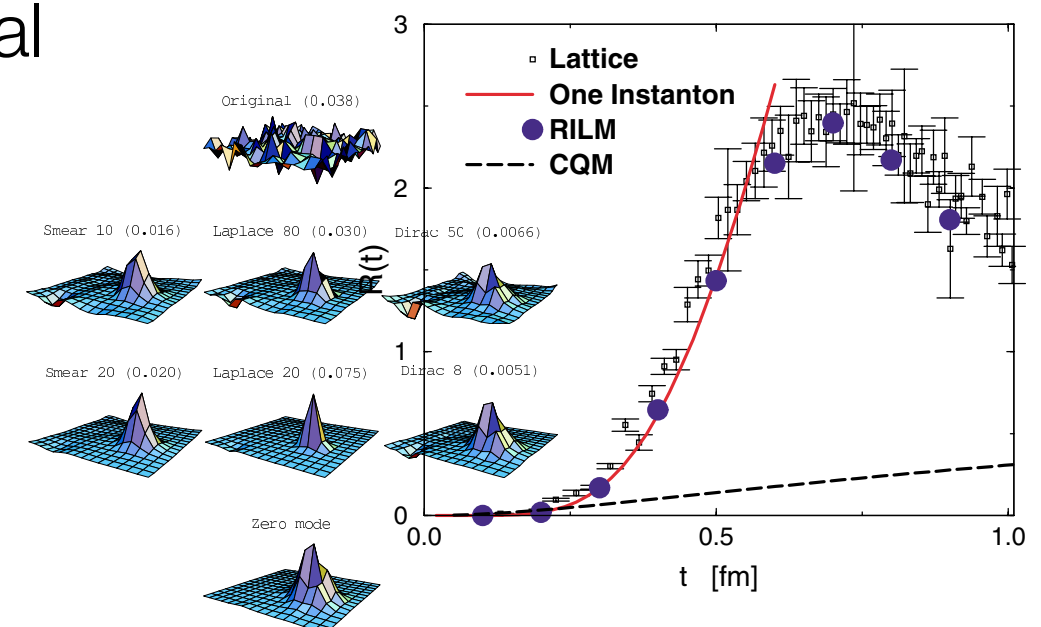 al
Original (0.038)
Smear 10 (0.016)
Laplace 80 (0.030)
Dirac 50 (0.0066)
Smear 20 (0.020)
Laplace 20 (0.075)
Dirac 8 (0.0051)
Zero mode
3
2
1
0
R(t)
Lattice
One Instanton
RILM
CQM
0.0
0.5
1.0
t [fm]